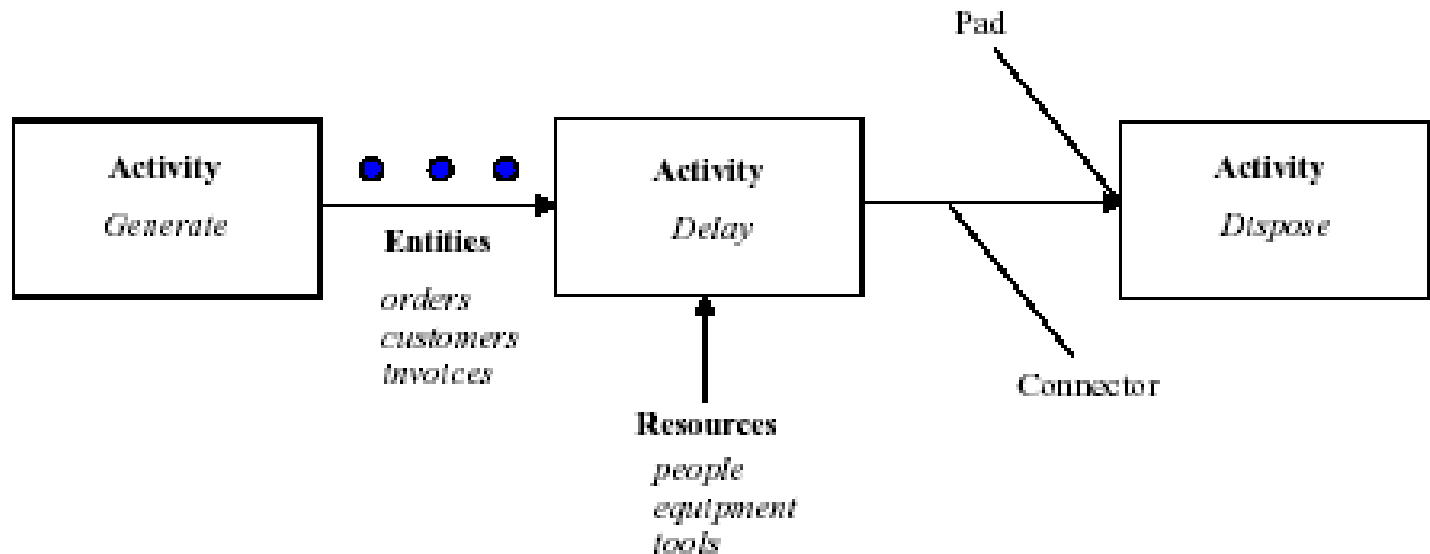 Pad
Activity
Generate
Entities
orders
customers
invoices
Activity
Delay
Resources
people
equipment
tools
Connector
Activity
Dispose